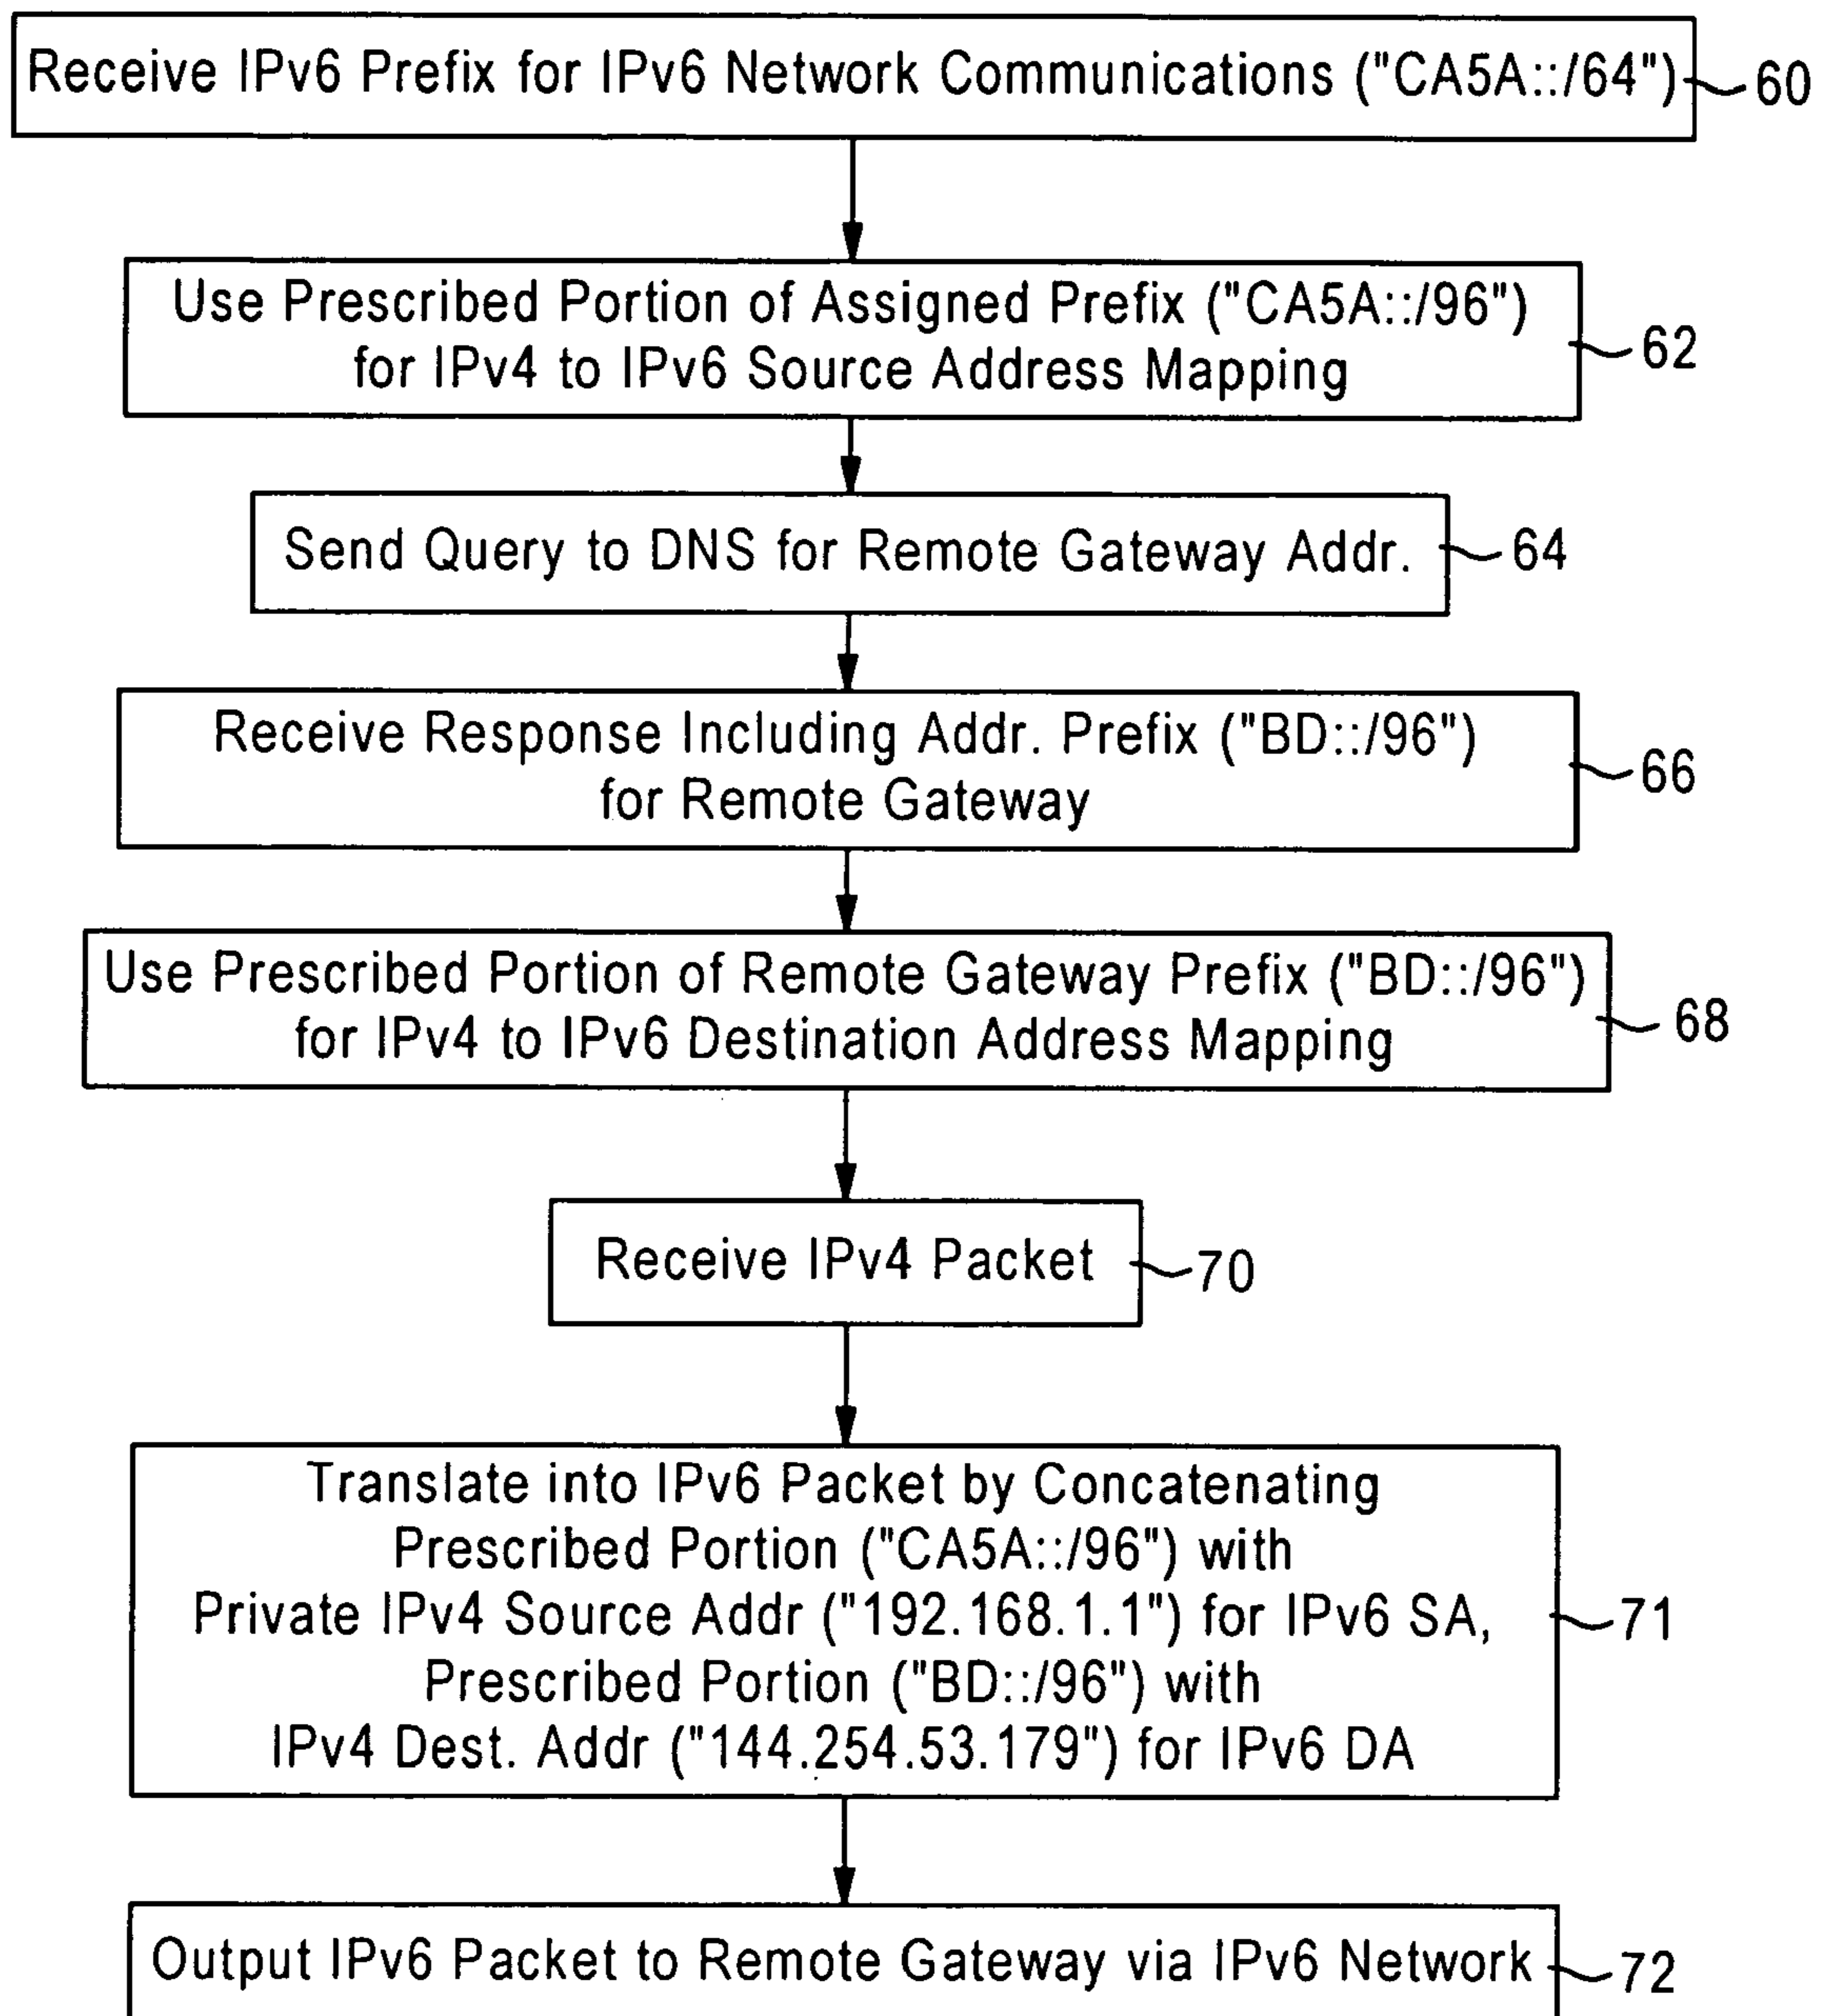 Receive IPv6 Prefix for IPv6 Network Communications ("CA5A::/64") 60
Use Prescribed Portion of Assigned Prefix ("CA5A::/96")
for IPv4 to IPv6 Source Address Mapping
62
Send Query to DNS for Remote Gateway Addr. 64
Receive Response Including Addr. Prefix ("BD::/96")
for Remote Gateway
66
Use Prescribed Portion of Remote Gateway Prefix ("BD::/96")
for IPv4 to IPv6 Destination Address Mapping
68
Receive IPv4 Packet 70
Translate into IPv6 Packet by Concatenating
Prescribed Portion ("CA5A::/96") with
Private IPv4 Source Addr ("192.168.1.1") for IPv6 SA,
71
Prescribed Portion ("BD::/96") with
IPv4 Dest. Addr ("144.254.53.179") for IPv6 DA
Output IPv6 Packet to Remote Gateway via IPv6 Network 72